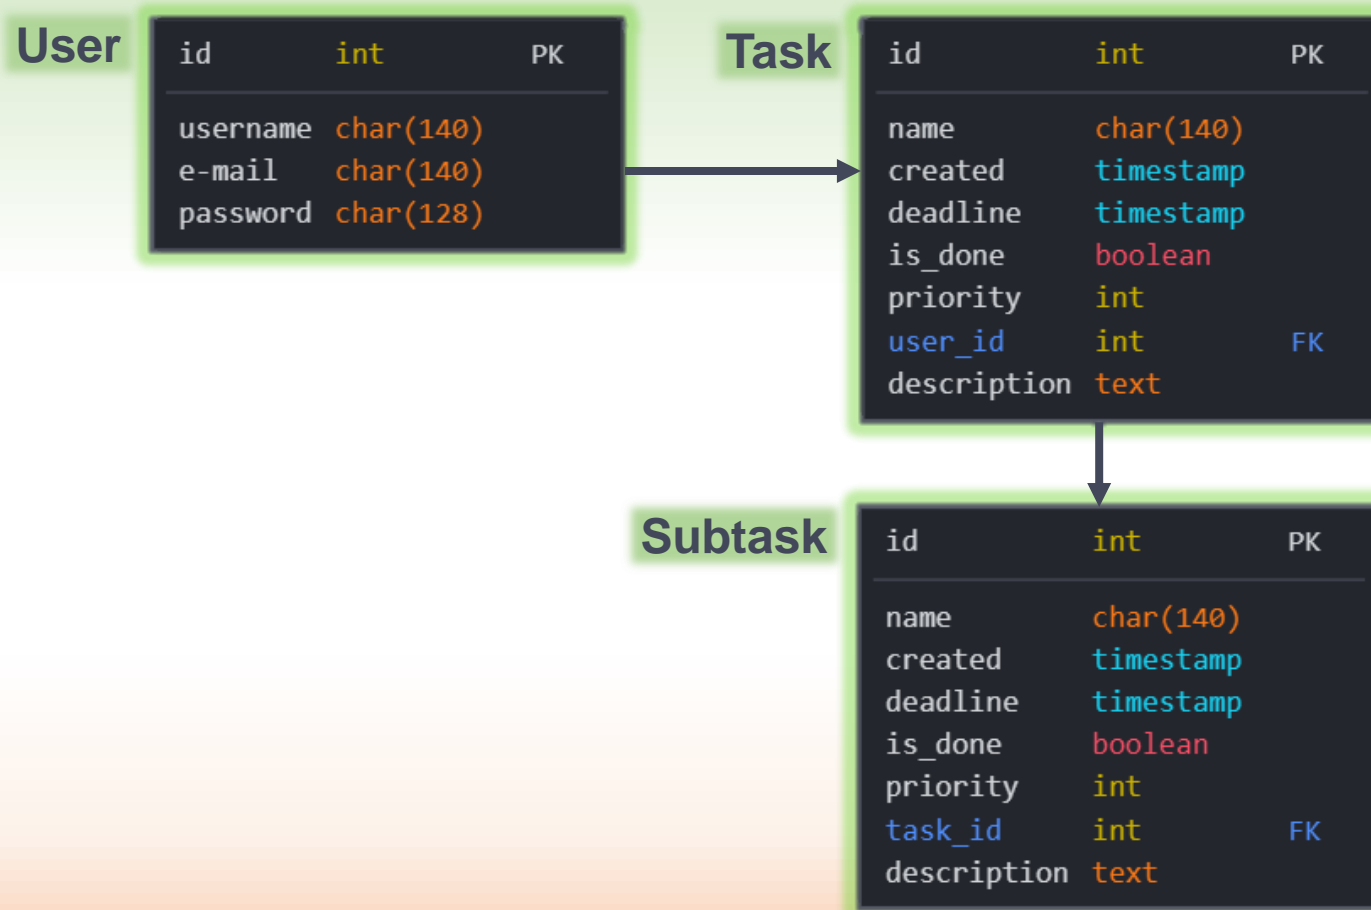 User
id int PK
username char(140)
e-mail char(140)
password char(128)
Task
id int PK
name char(140)
created timestamp
deadline timestamp
is_done boolean
priority int
user_id int FK
description text
Subtask
id int PK
name char(140)
created timestamp
deadline timestamp
is_done boolean
priority int
task_id int FK
description text